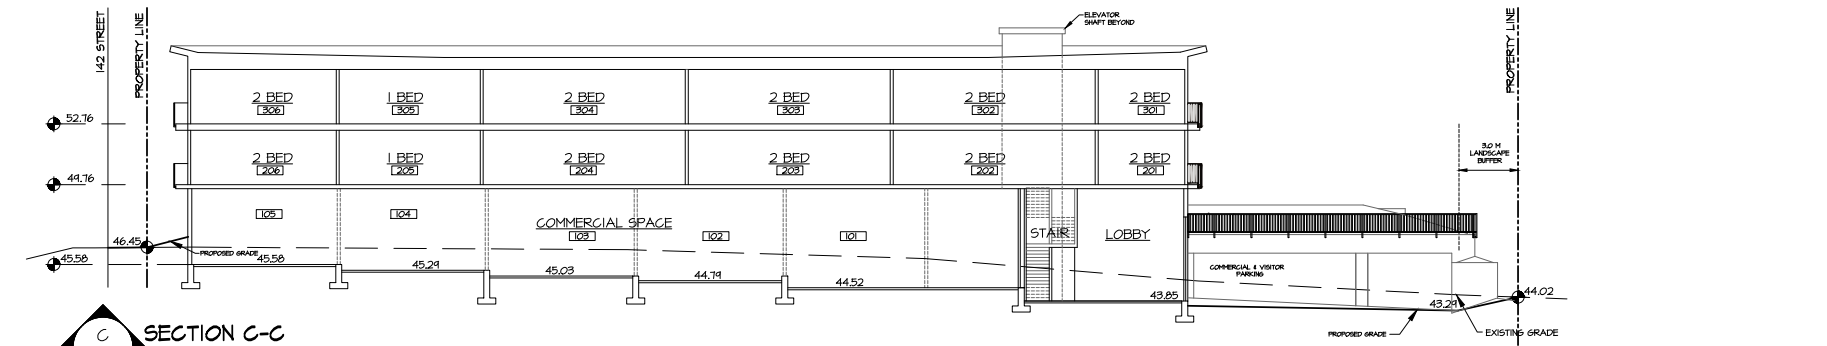 142 STREET
PROPERTY LINE
ELEVATOR
SHAFT BEYOND
PROPERTY LINE
2 BED
306
1 BED
305
2 BED
304
2 BED
303
2 BED
302
2 BED
301
52.76
2 BED
206
1 BED
205
2 BED
204
2 BED
203
2 BED
202
2 BED
201
49.76
3.0 M
LANDSCAPE
BUFFER
105
104
COMMERCIAL SPACE
103
102
101
STAIR
LOBBY
46.45
PROPOSED GRADE
45.58
45.58
45.29
45.03
44.79
44.52
43.85
COMMERCIAL & VISITOR
PARKING
43.29
44.02
PROPOSED GRADE
EXISTING GRADE
C
SECTION C-C